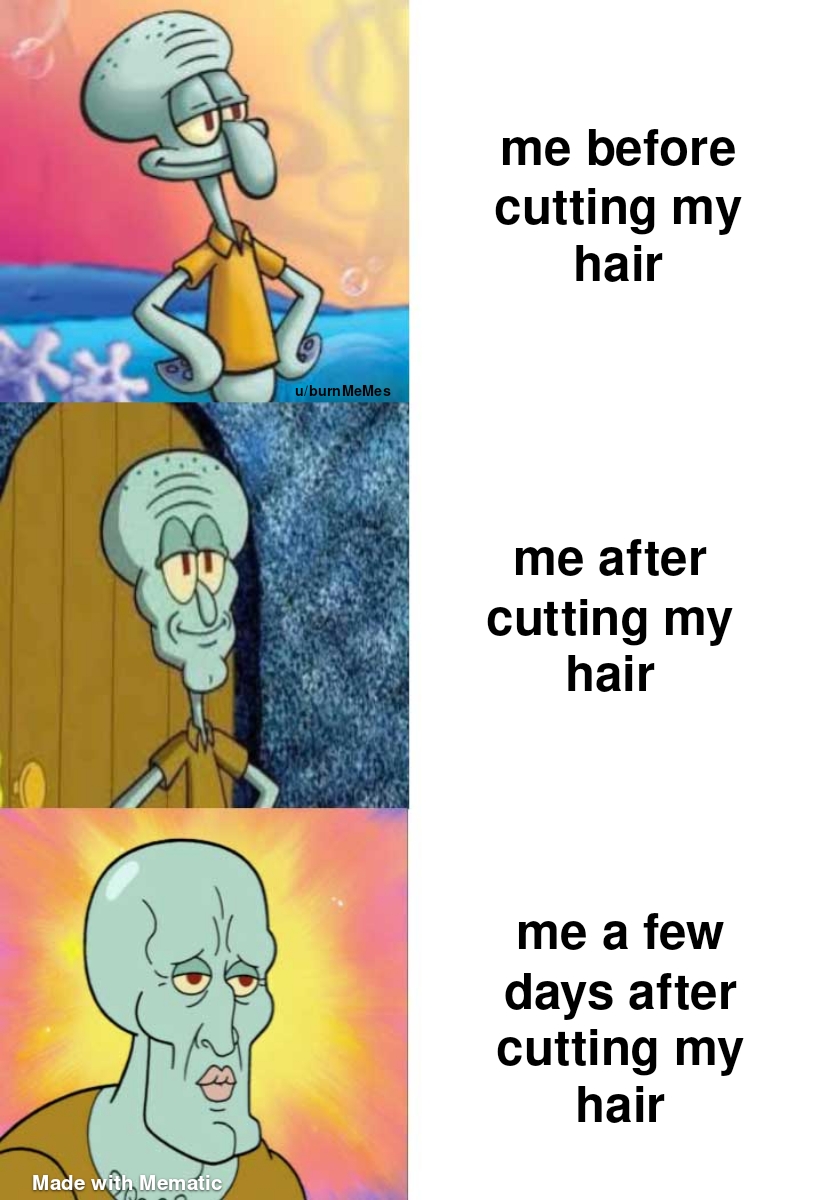 me before
cutting my
hair
u/burnMeMes
me after
cutting my
hair
me a few
days after
cutting my
hair
Made with Mematic